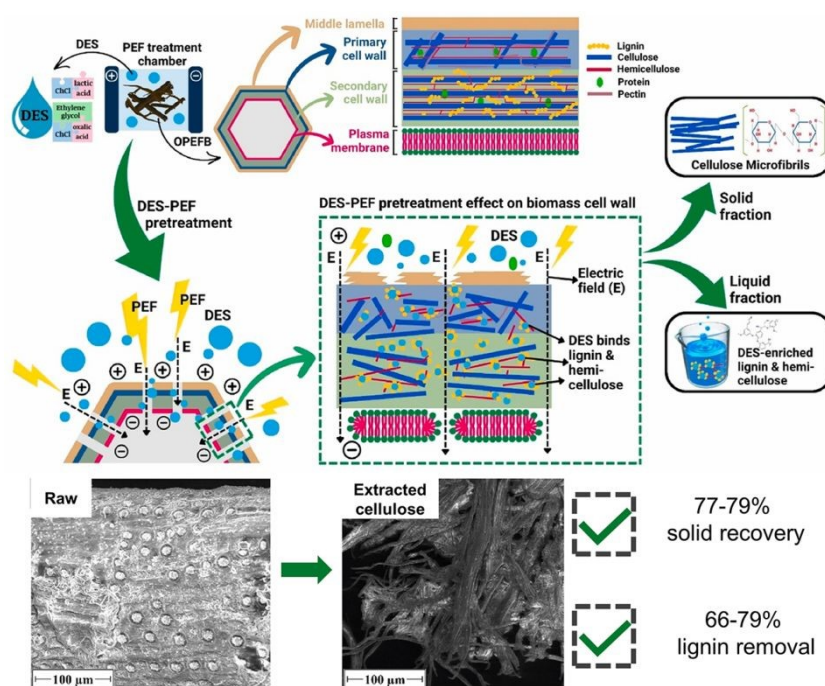 DES
PEF treatment
chamber
DES
ChCl
lactic
acid
Ethylene
glycol
ChCl
oxalic
acid
OPEFB
Middle lamella
Primary
cell wall
Secondary
cell wall
Plasma
membrane
Lignin
Cellulose
Hemicellulose
Protein
Pectin
Cellulose Microfibrils
Solid
fraction
Liquid
fraction
DES-enriched
lignin & hemi-
cellulose
DES-PEF
pretreatment
PEF
PEF
DES
E
E
E
E
DES-PEF pretreatment effect on biomass cell wall
DES
E
E
E
Electric
field (E)
DES binds
lignin &
hemi-
cellulose
Raw
100 µm
Extracted
cellulose
100 µm
77-79%
solid recovery
66-79%
lignin removal